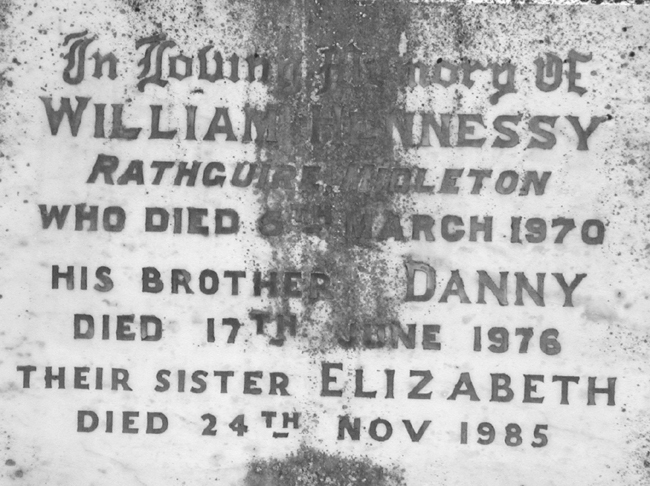 In Loving Memory Of
WILLIAM HENNESSY
RATHGUIRE, MIDLETON
WHO DIED 6TH MARCH 1970
HIS BROTHER DANNY
DIED 17TH JUNE 1976
THEIR SISTER ELIZABETH
DIED 24TH NOV 1985